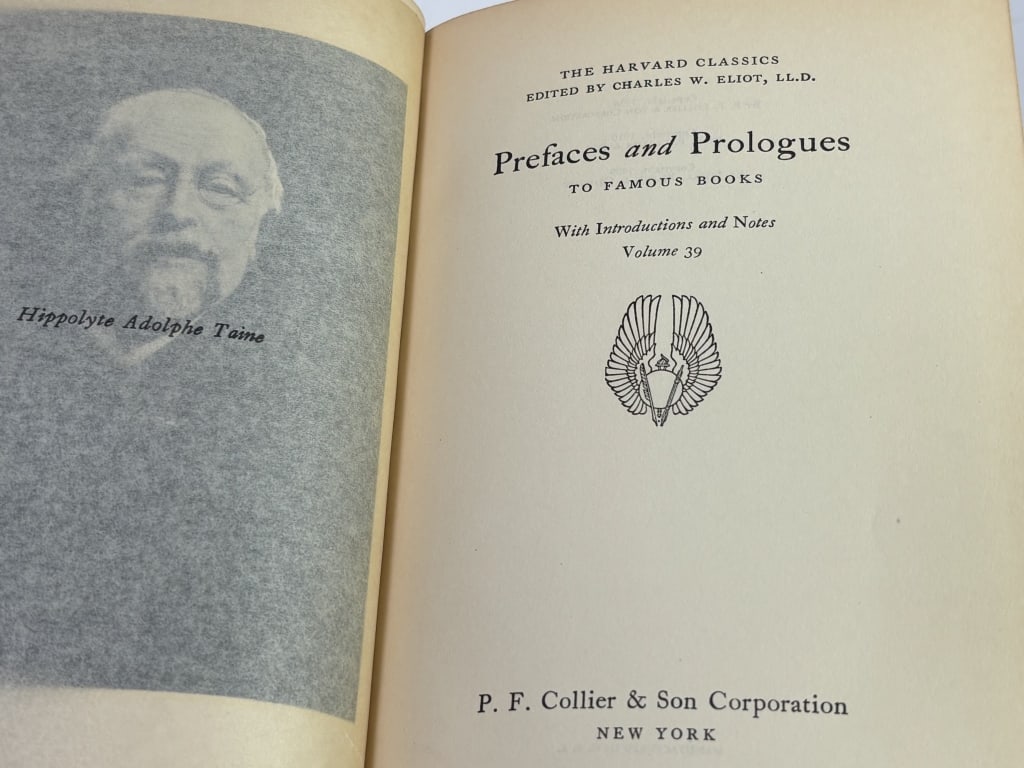 Hippolyte Adolphe Taine
THE HARVARD CLASSICS
EDITED BY CHARLES W. ELIOT, LL.D.
Prefaces and Prologues
TO FAMOUS BOOKS
With Introductions and Notes
Volume 39
P. F. Collier & Son Corporation
NEW YORK